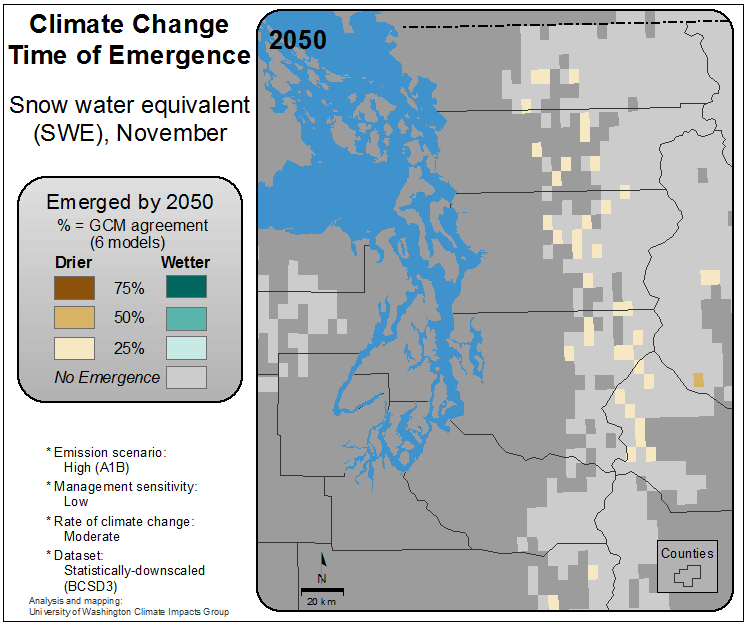 Climate Change
Time of Emergence
Snow water equivalent
(SWE), November
Emerged by 2050
% = GCM agreement
(6 models)
Drier Wetter
75%
50%
25%
No Emergence
* Emission scenario:
High (A1B)
* Management sensitivity:
Low
* Rate of climate change:
Moderate
* Dataset:
Statistically-downscaled
(BCSD3)
Analysis and mapping:
University of Washington Climate Impacts Group
2050
N
20 km
Counties